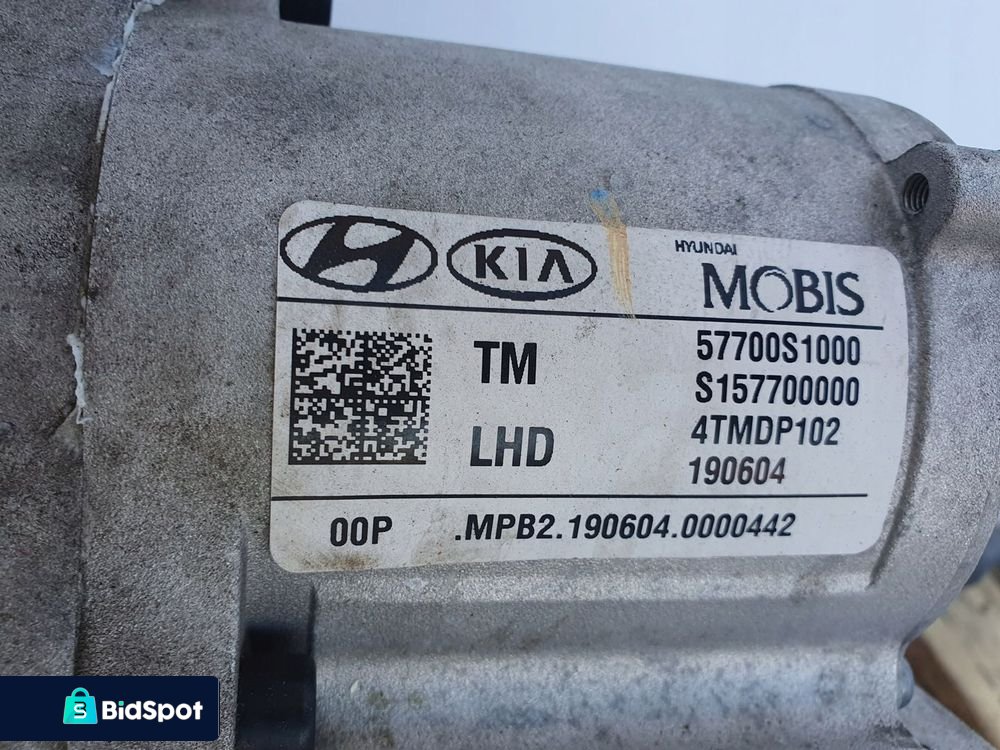 KIA
HYUNDAI
MOBIS
TM
57700S1000
S157700000
LHD
4TMDP102
190604
00P .MPB2.190604.0000442
S BidSpot